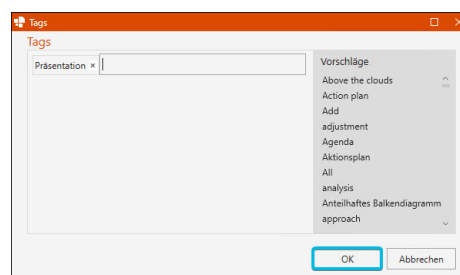 Tags
Tags
Präsentation ×
Vorschläge
Above the clouds
Action plan
Add
adjustment
Agenda
Aktionsplan
All
analysis
Anteilhaftes Balkendiagramm
approach
OK
Abbrechen